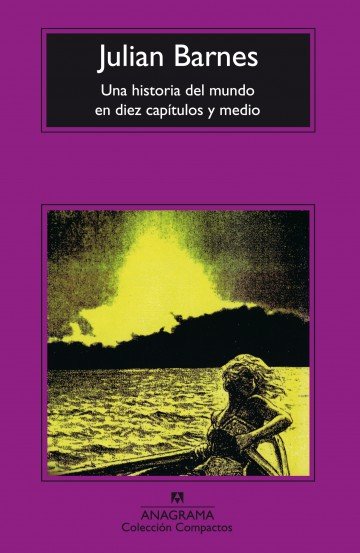 Julian Barnes
Una historia del mundo
en diez capítulos y medio
ANAGRAMA
Colección Compactos